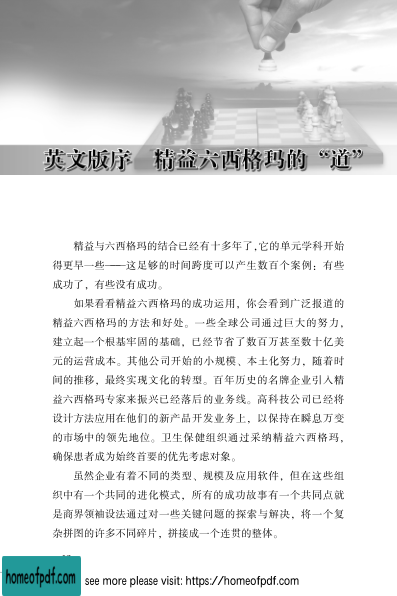 英文版序　精益六西格玛的“道”
精益与六西格玛的结合已经有十多年了,它的单元学科开始
得更早一些——这足够的时间跨度可以产生数百个案例：有些
成功了，有些没有成功。
如果看看精益六西格玛的成功运用，你会看到广泛报道的
精益六西格玛的方法和好处。一些全球公司通过巨大的努力，
建立起一个根基牢固的基础，已经节省了数百万甚至数十亿美
元的运营成本。其他公司开始的小规模、本土化努力，随着时
间的推移，最终实现文化的转型。百年历史的名牌企业引入精
益六西格玛专家来振兴已经落后的业务线。高科技公司已经将
设计方法应用在他们的新产品开发业务上，以保持在瞬息万变
的市场中的领先地位。卫生保健组织通过采纳精益六西格玛，
确保患者成为始终首要的优先考虑对象。
虽然企业有着不同的类型、规模及应用软件，但在这些组
织中有一个共同的进化模式，所有的成功故事有一个共同点就
是商界领袖设法通过对一些关键问题的探索与解决，将一个复
杂拼图的许多不同碎片，拼接成一个连贯的整体。
homeofpdf.com
see more please visit: https://homeofpdf.com